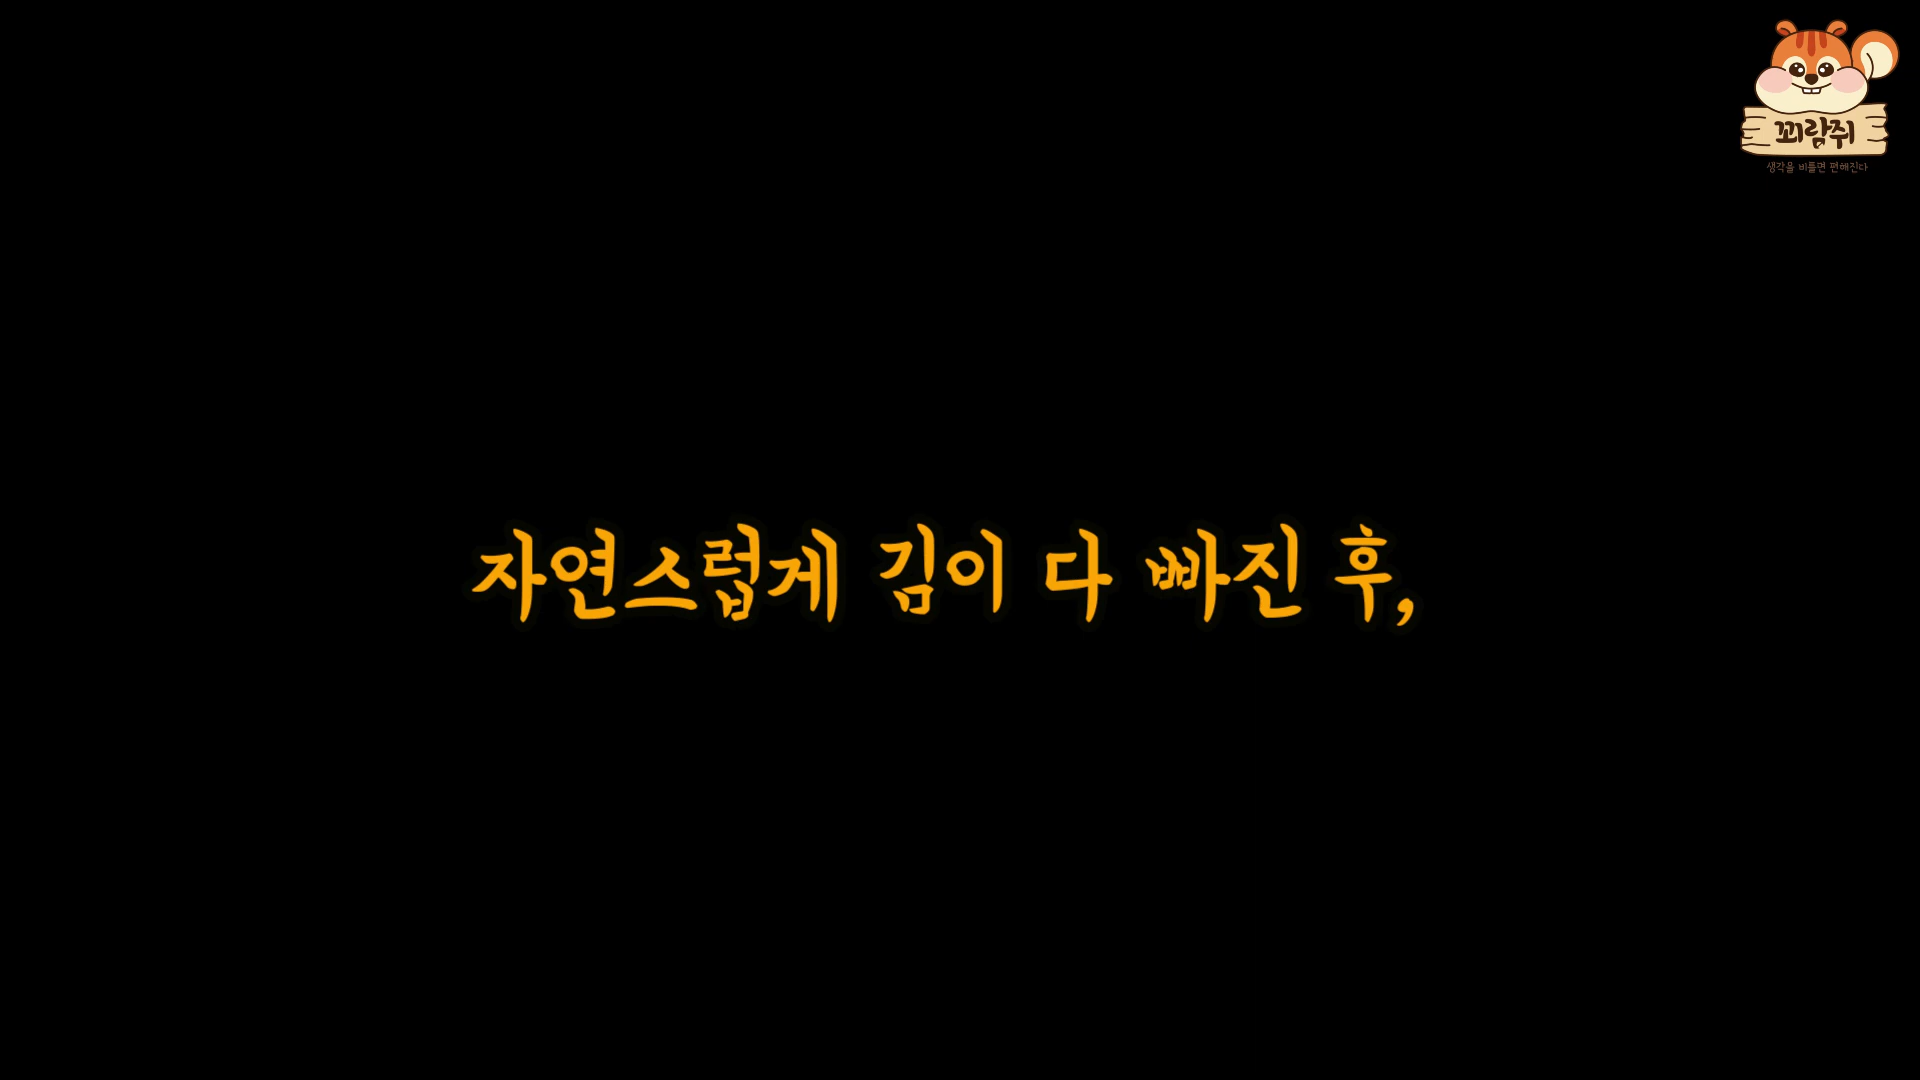 꾀람쥐
생각을 비틀면 편해진다
자연스럽게 김이 다 빠진 후,